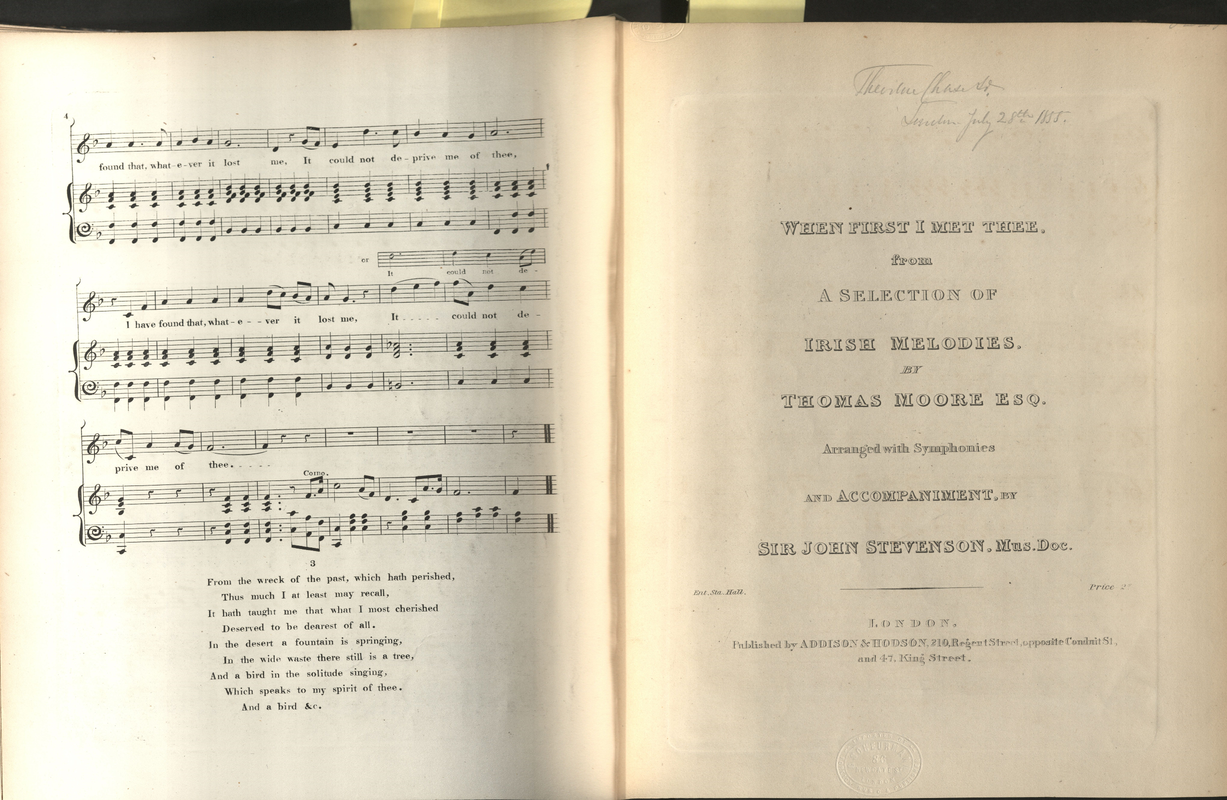 4
found that, what-e-ver it lost me, It could not de-prive me of thee,
or
It could not de-
I have found that, what-e--ver it lost me, It ..... could not de-
prive me of thee......
Come.
3
From the wreck of the past, which hath perished,
Thus much I at least may recall,
It hath taught me that what I most cherished
Deserved to be dearest of all.
In the desert a fountain is springing,
In the wide waste there still is a tree,
And a bird in the solitude singing,
Which speaks to my spirit of thee.
And a bird &c.
London July 28th 1855.
WHEN FIRST I MET THEE.
from
A SELECTION OF
IRISH MELODIES.
BY
THOMAS MOORE ESQ.
Arranged with Symphonies
AND ACCOMPANIMENT, BY
SIR JOHN STEVENSON. Mus. Doc.
Ent. Sta. Hall.
Price 2
LONDON,
Published by ADDISON & HODSON, 210, Regent Street, opposite Conduit St,
and 47, King Street.